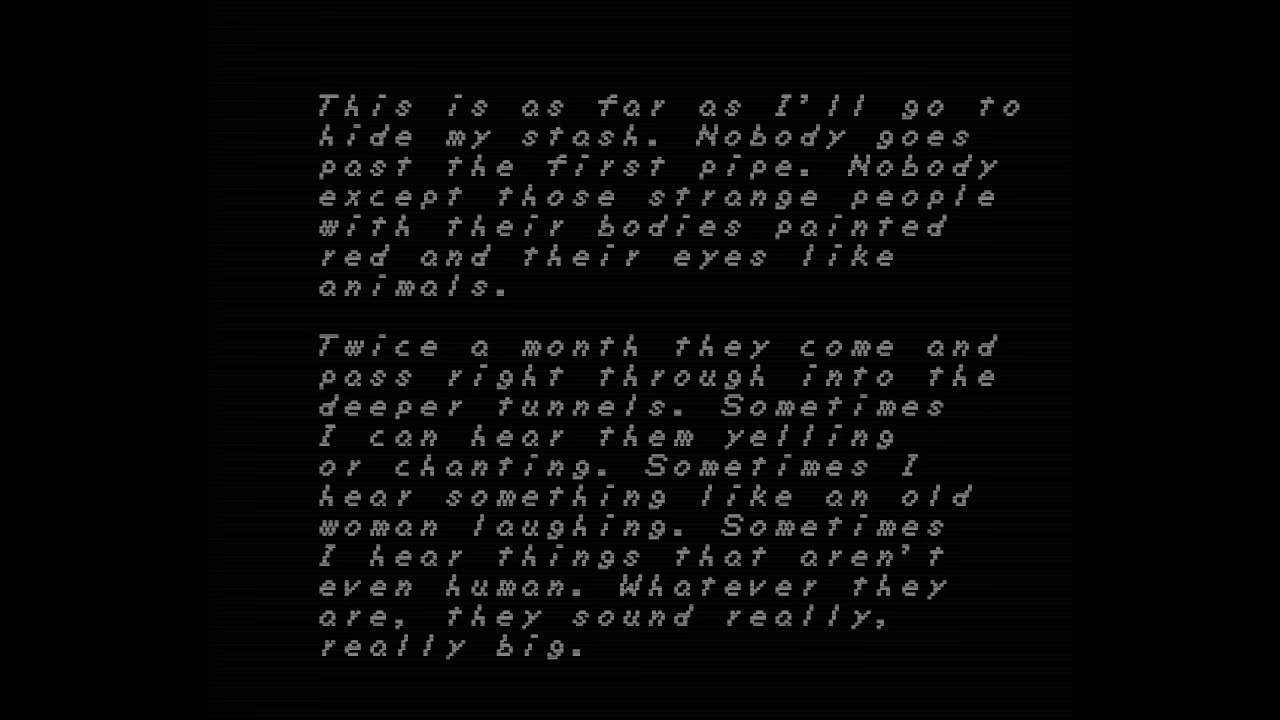 This is as far as I'll go to
hide my stash. Nobody goes
past the first pipe. Nobody
except those strange people
with their bodies painted
red and their eyes like
animals.
Twice a month they come and
pass right through into the
deeper tunnels. Sometimes
I can hear them yelling
or chanting. Sometimes I
hear something like an old
woman laughing. Sometimes
I hear things that aren't
even human. Whatever they
are, they sound really,
really big.